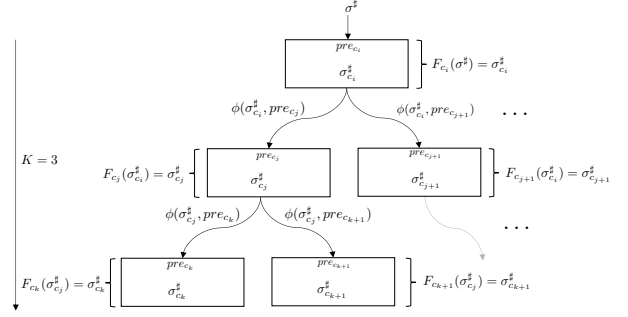 σ♯
pre_{c_i}
σ♯_{c_i}
F_{c_i}(σ♯) = σ♯_{c_i}
ϕ(σ♯_{c_i}, pre_{c_j})
ϕ(σ♯_{c_i}, pre_{c_{j+1}})
· · ·
K = 3
F_{c_j}(σ♯_{c_i}) = σ♯_{c_j}
pre_{c_j}
σ♯_{c_j}
pre_{c_{j+1}}
σ♯_{c_{j+1}}
F_{c_{j+1}}(σ♯_{c_i}) = σ♯_{c_{j+1}}
ϕ(σ♯_{c_j}, pre_{c_k})
ϕ(σ♯_{c_j}, pre_{c_{k+1}})
· · ·
F_{c_k}(σ♯_{c_j}) = σ♯_{c_k}
pre_{c_k}
σ♯_{c_k}
pre_{c_{k+1}}
σ♯_{c_{k+1}}
F_{c_{k+1}}(σ♯_{c_j}) = σ♯_{c_{k+1}}